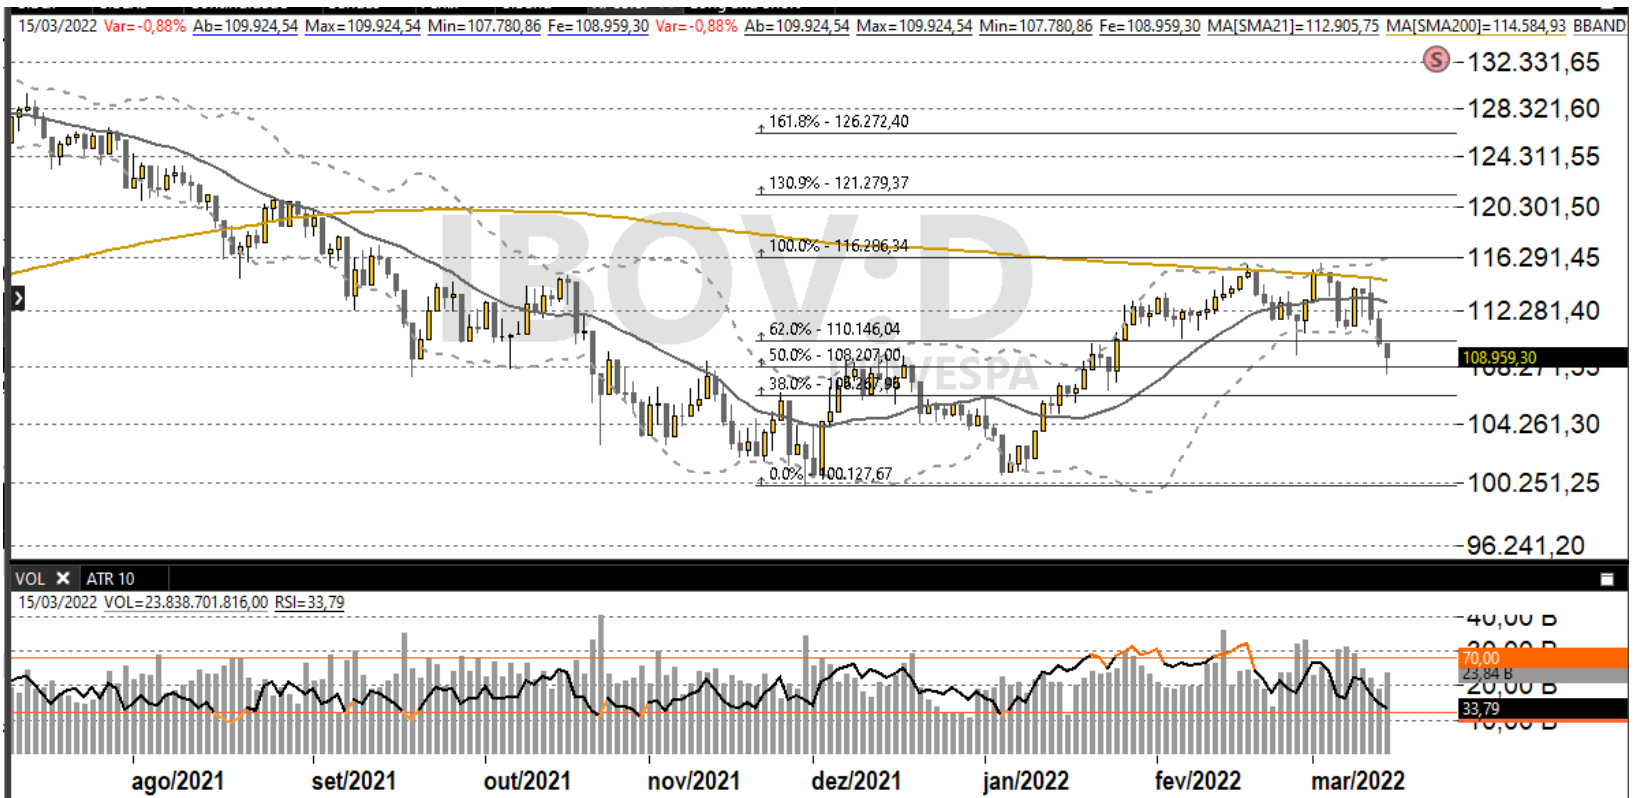 15/03/2022 Var=-0,88% Ab=109.924,54 Max=109.924,54 Min=107.780,86 Fe=108.959,30 Var=-0,88% Ab=109.924,54 Max=109.924,54 Min=107.780,86 Fe=108.959,30 MA[SMA21]=112.905,75 MA[SMA200]=114.584,93 BBAND
S
132.331,65
128.321,60
161.8% - 126.272,40
124.311,55
130.9% - 121.279,37
120.301,50
IBOV:D
100.0% - 116.286,34
116.291,45
112.281,40
62.0% - 110.146,04
50.0% - 108.207,00
108.959,30
38.0% -
104.261,30
0.0% - 100.127,67
100.251,25
96.241,20
VOL ATR 10
15/03/2022 VOL=23.838.701.816,00 RSI=33,79
40,00 B
70,00
23,84 B
20,00 B
33,79
ago/2021 set/2021 out/2021 nov/2021 dez/2021 jan/2022 fev/2022 mar/2022